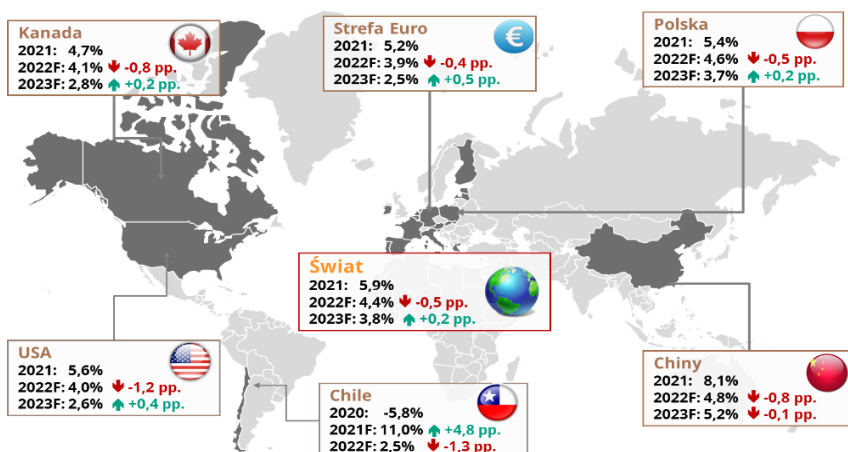 Kanada
2021: 4,7%
2022F: 4,1% -0,8 pp.
2023F: 2,8% +0,2 pp.
Strefa Euro
2021: 5,2%
2022F: 3,9% -0,4 pp.
2023F: 2,5% +0,5 pp.
€
Polska
2021: 5,4%
2022F: 4,6% -0,5 pp.
2023F: 3,7% +0,2 pp.
Świat
2021: 5,9%
2022F: 4,4% -0,5 pp.
2023F: 3,8% +0,2 pp.
USA
2021: 5,6%
2022F: 4,0% -1,2 pp.
2023F: 2,6% +0,4 pp.
Chile
2020: -5,8%
2021F: 11,0% +4,8 pp.
2022F: 2,5% -1,3 pp.
Chiny
2021: 8,1%
2022F: 4,8% -0,8 pp.
2023F: 5,2% -0,1 pp.